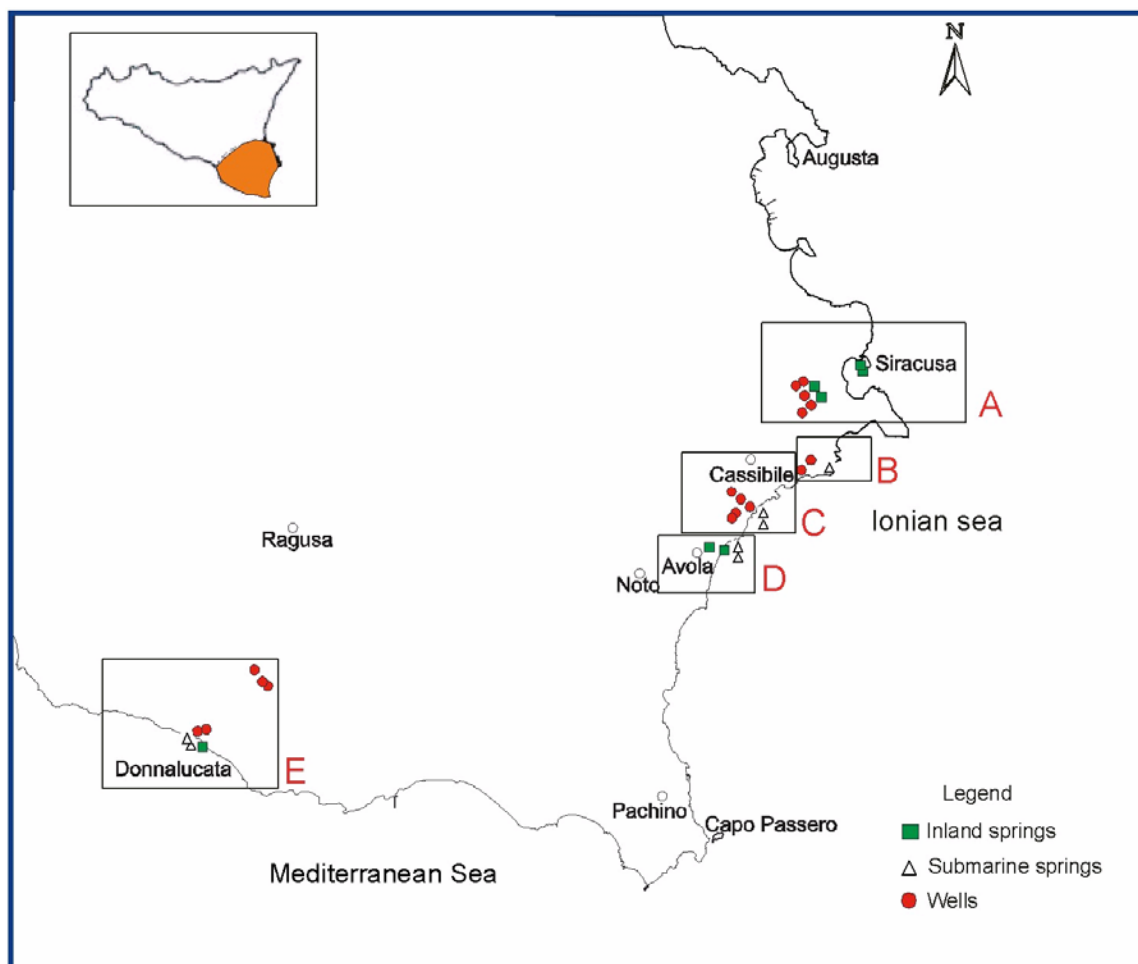 N
Augusta
Siracusa
A
B
Cassibile
C
Ionian sea
Ragusa
Avola
D
Noto
Donnalucata
E
Pachino
Capo Passero
Mediterranean Sea
Legend
Inland springs
Submarine springs
Wells